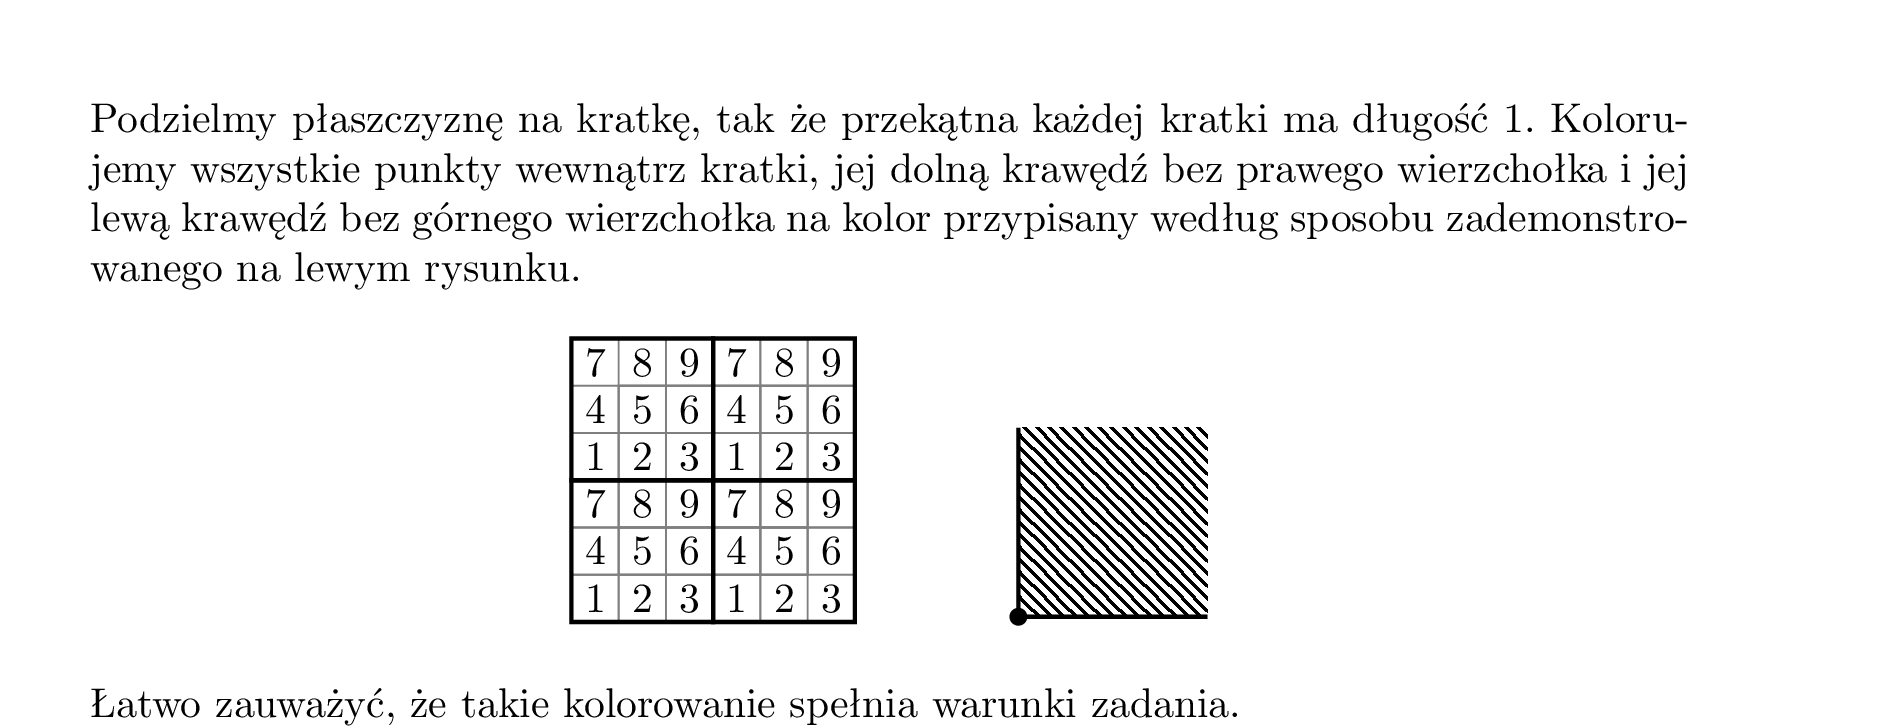 Podzielmy płaszczyznę na kratkę, tak że przekątna każdej kratki ma długość 1. Koloru-
jemy wszystkie punkty wewnątrz kratki, jej dolną krawędź bez prawego wierzchołka i jej
lewą krawędź bez górnego wierzchołka na kolor przypisany według sposobu zademonstro-
wanego na lewym rysunku.
7 8 9 7 8 9
4 5 6 4 5 6
1 2 3 1 2 3
7 8 9 7 8 9
4 5 6 4 5 6
1 2 3 1 2 3
Łatwo zauważyć, że takie kolorowanie spełnia warunki zadania.